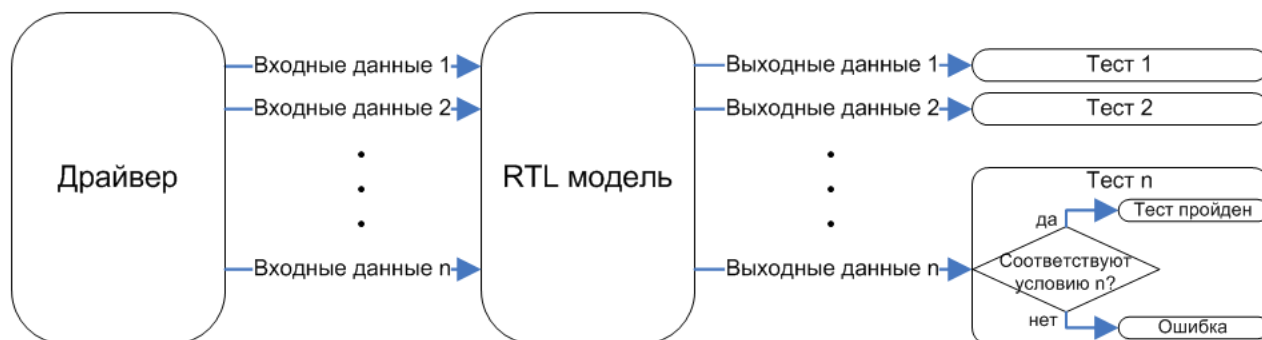 Драйвер
Входные данные 1
Входные данные 2
Входные данные n
RTL модель
Выходные данные 1
Выходные данные 2
Выходные данные n
Тест 1
Тест 2
Тест n
да
Тест пройден
Соответствуют
условию n?
нет
Ошибка